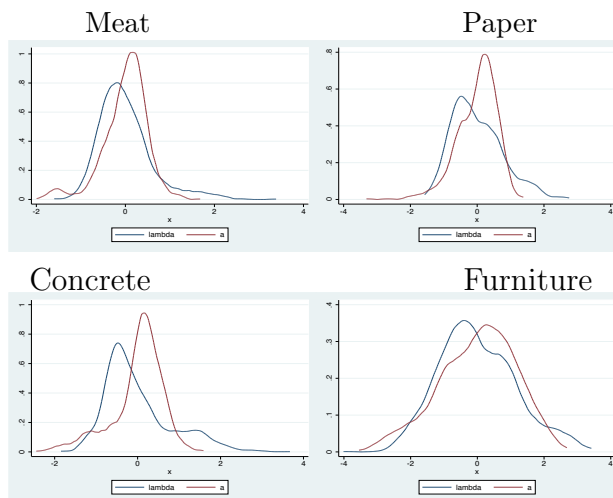 Meat Paper
1 .8
.8 .6
.6 .4
.4 .2
.2 0
0
-2 0 2 4 -4 -2 0 2 4
x x
lambda a lambda a
Concrete Furniture
1 .4
.8 .3
.6 .2
.4 .1
.2 0
0
-2 0 2 4 -4 -2 0 2 4
x x
lambda a lambda a